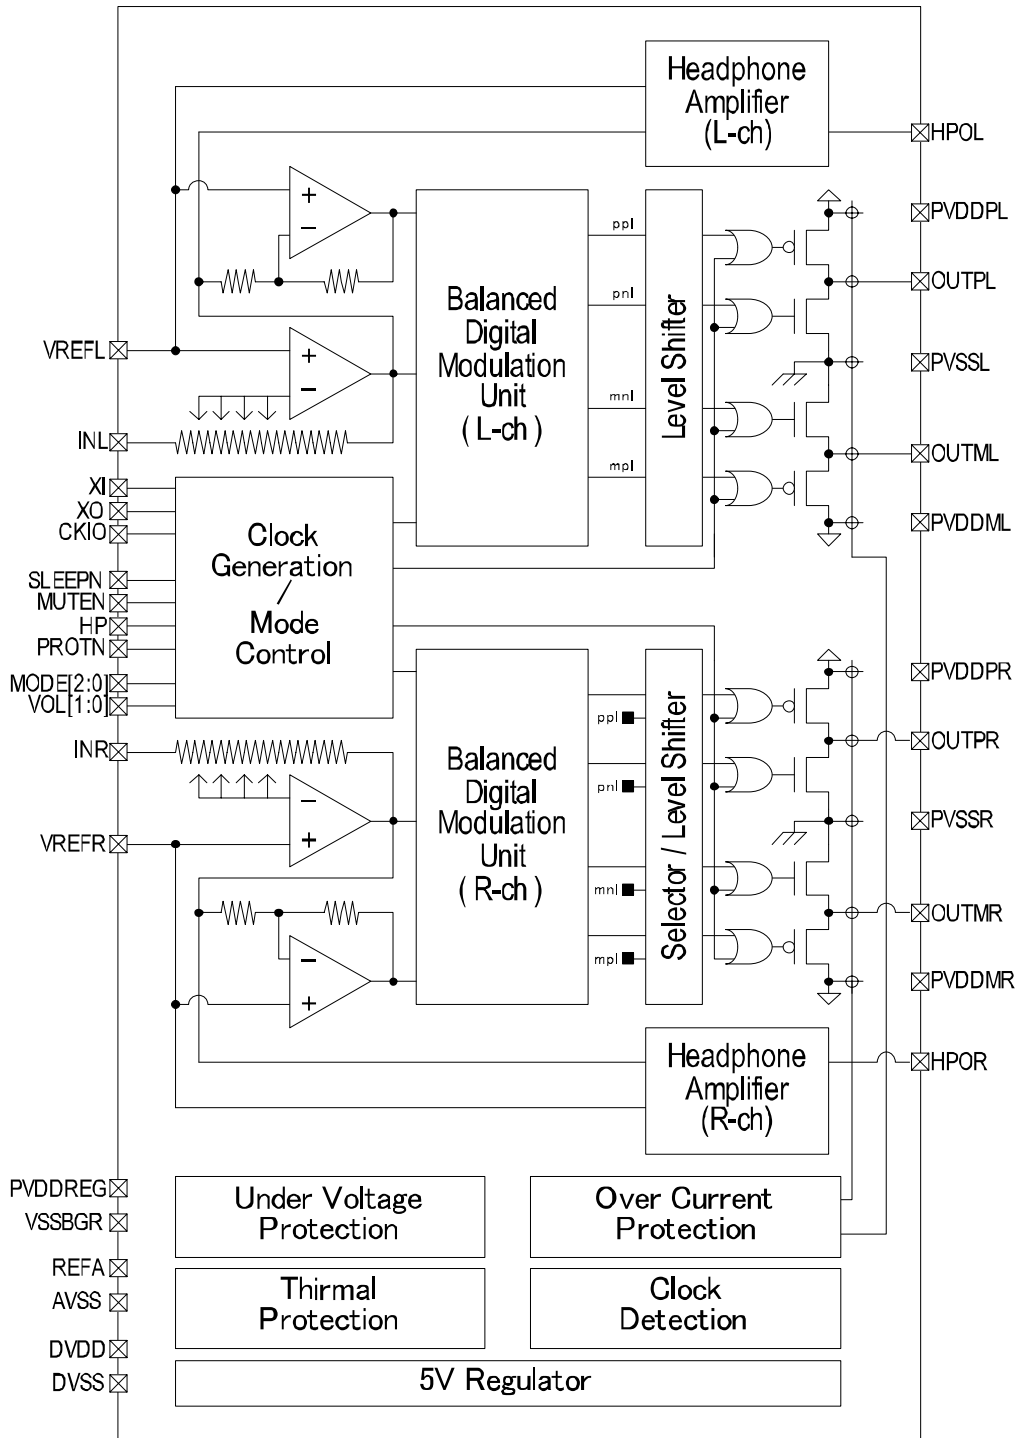 Headphone
Amplifier
(L-ch)
HPOL
PVDDPL
ppl
OUTPL
pnl
Balanced
Digital
Modulation
Unit
( L-ch )
Level Shifter
VREFL
PVSSL
mnl
INL
OUTML
mpl
XI
XO
CKIO
PVDDML
Clock
Generation
/
Mode
Control
SLEEPN
MUTEN
HP
PROTN
MODE[2:0]
VOL[1:0]
PVDDPR
ppl
INR
OUTPR
Balanced
Digital
Modulation
Unit
( R-ch )
Selector / Level Shifter
pnl
VREFR
PVSSR
mnl
OUTMR
mpl
PVDDMR
Headphone
Amplifier
(R-ch)
HPOR
PVDDREG
VSSBGR
Under Voltage
Protection
Over Current
Protection
REFA
AVSS
Thirmal
Protection
Clock
Detection
DVDD
DVSS
5V Regulator
+
−
+
−
−
+
−
+